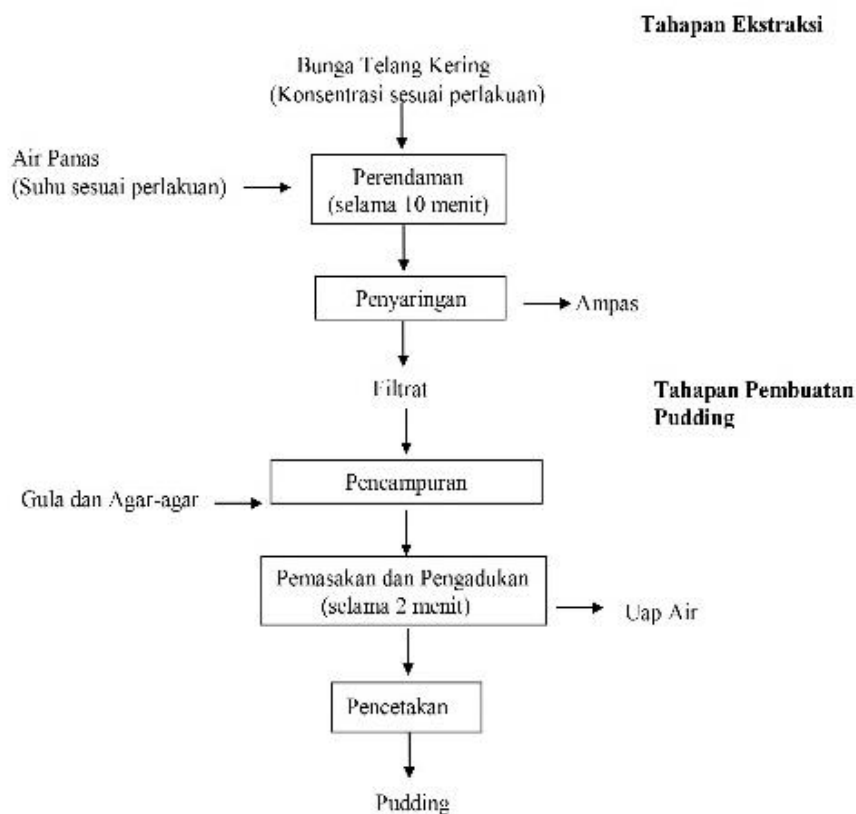 Tahapan Ekstraksi
Bunga Telang Kering
(Konsentrasi sesuai perlakuan)
Air Panas
(Suhu sesuai perlakuan)
Perendaman
(selama 10 menit)
Penyaringan
Ampas
Filtrat
Tahapan Pembuatan
Pudding
Pencampuran
Gula dan Agar-agar
Pemasakan dan Pengadukan
(selama 2 menit)
Uap Air
Pencetakan
Pudding